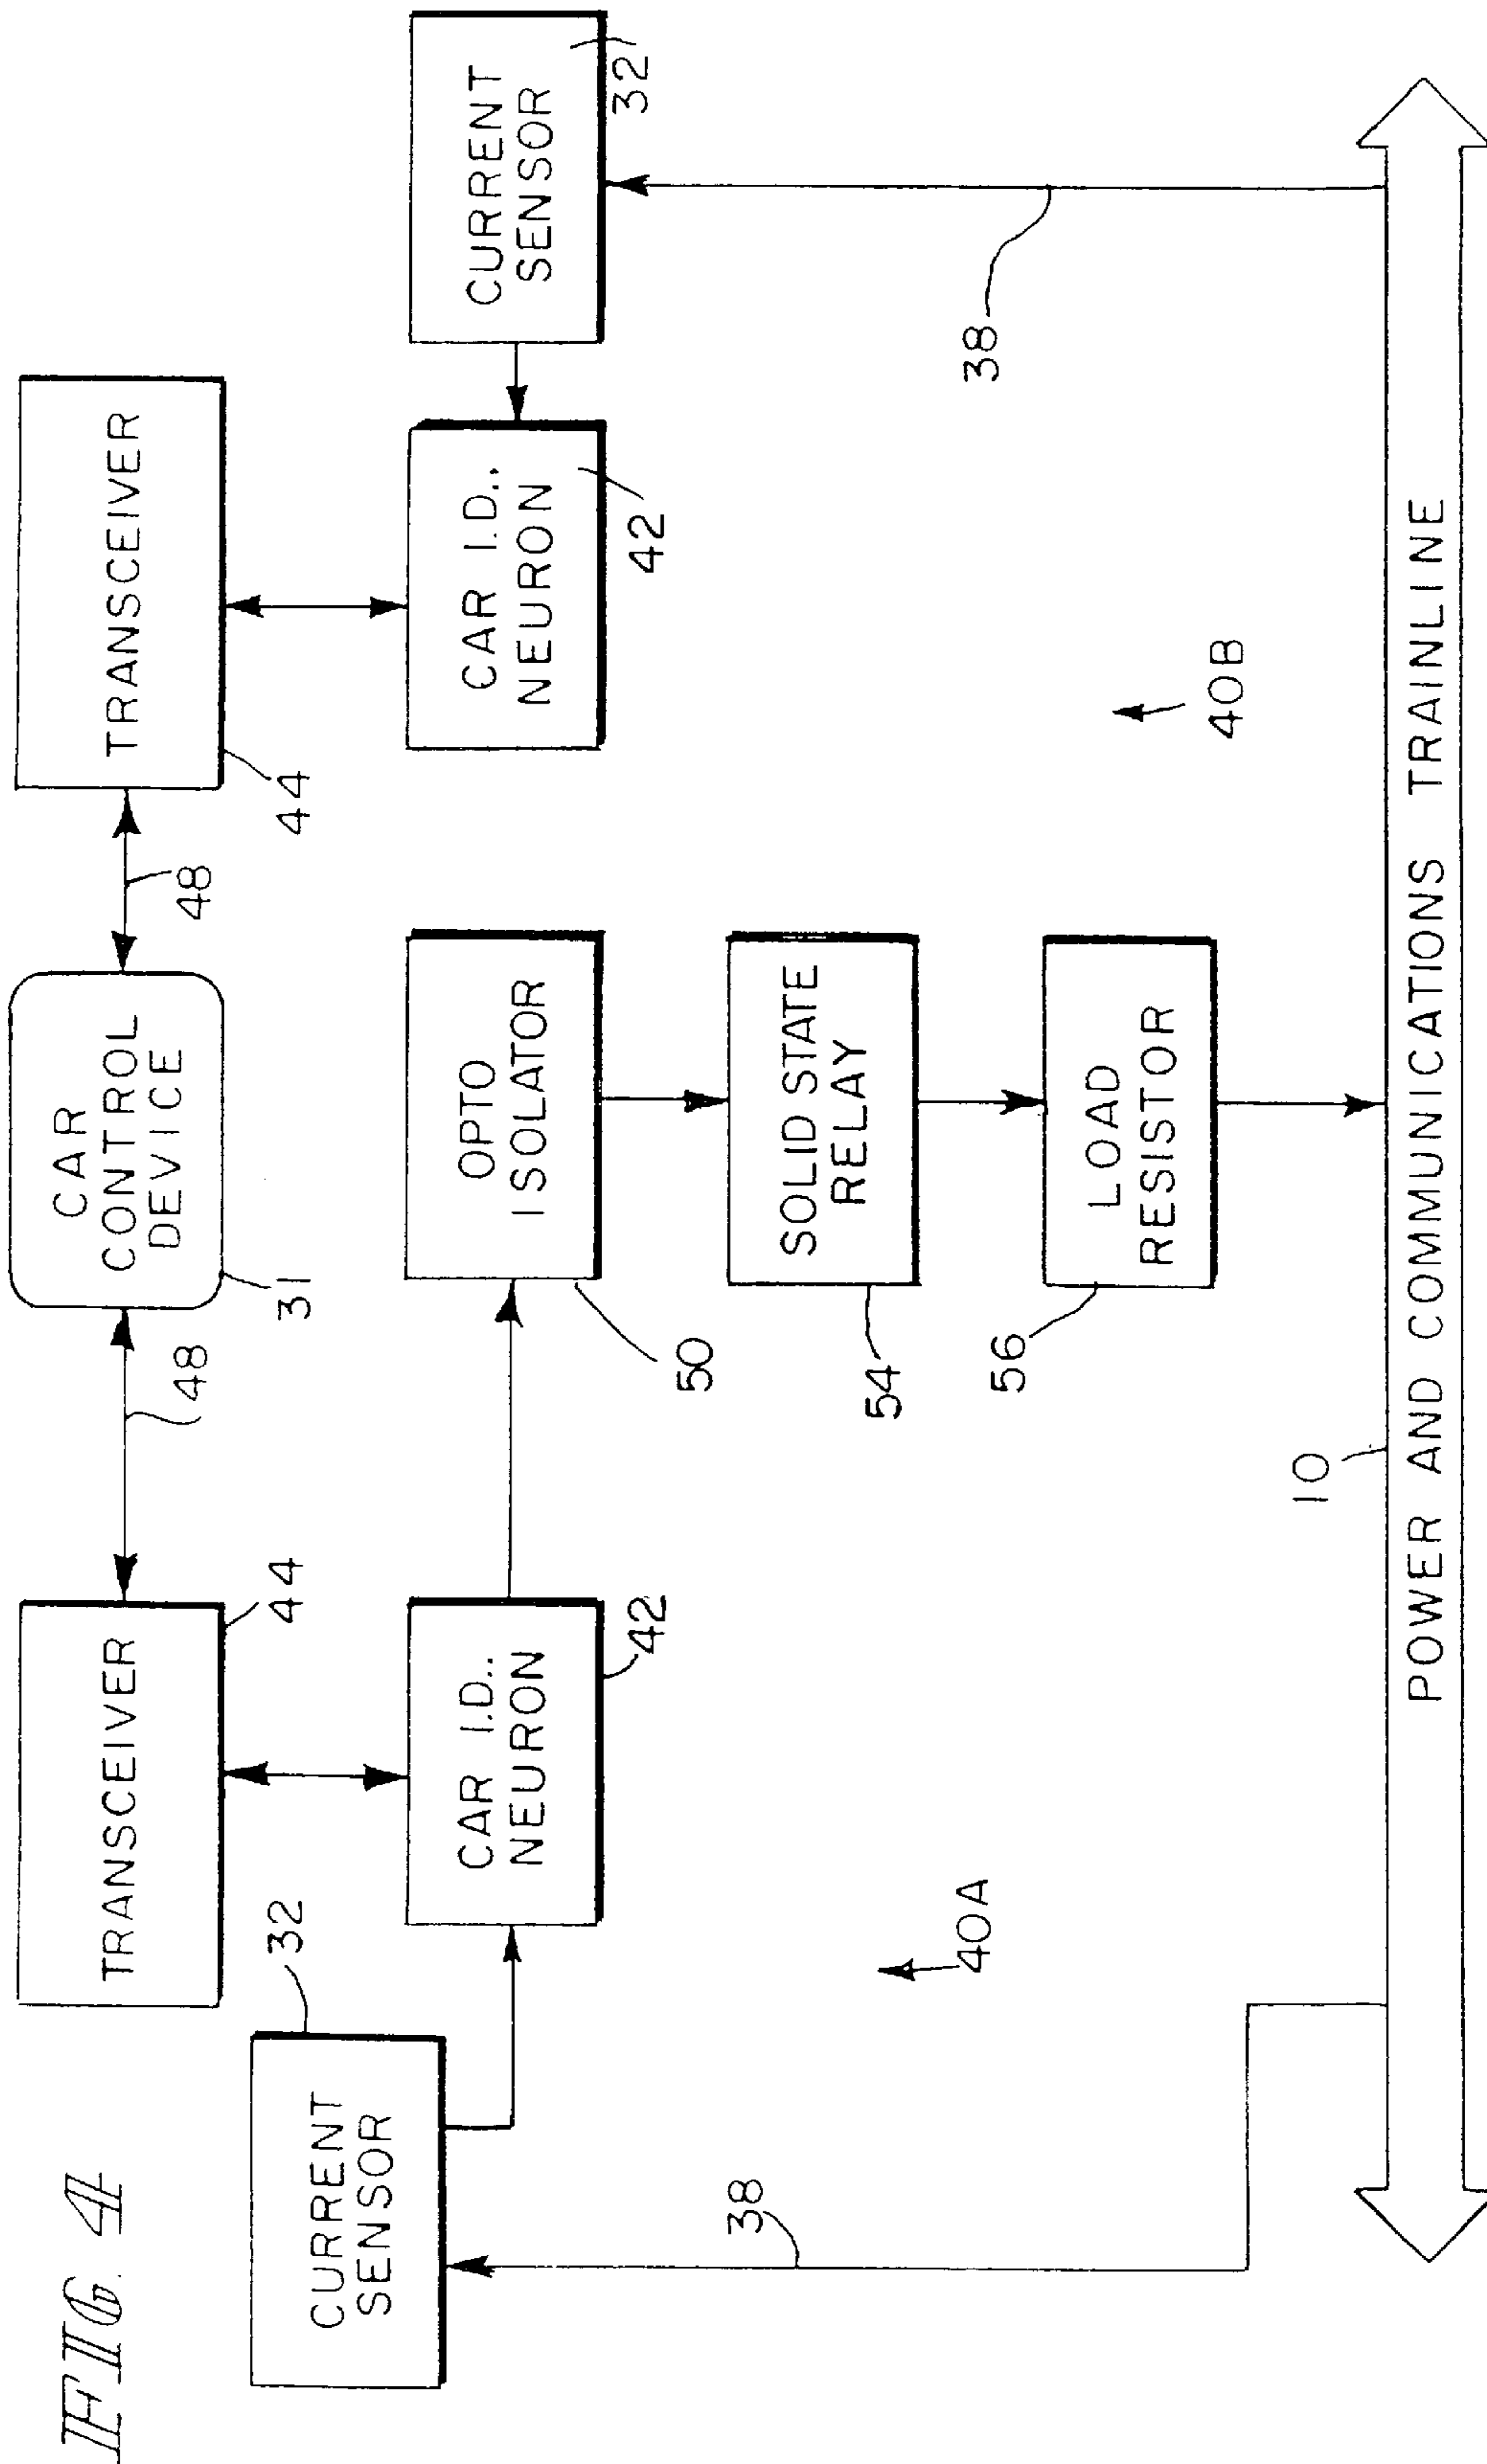 FIG. 4
TRANSCEIVER
44
48
CAR
CONTROL
DEVICE
31
48
TRANSCEIVER
44
CURRENT
SENSOR
32
CAR I.D..
NEURON
42
OPTO
ISOLATOR
50
CAR I.D..
NEURON
42
CURRENT
SENSOR
32
SOLID STATE
RELAY
54
LOAD
RESISTOR
56
38
40A
40B
38
10
POWER AND COMMUNICATIONS TRAINLINE